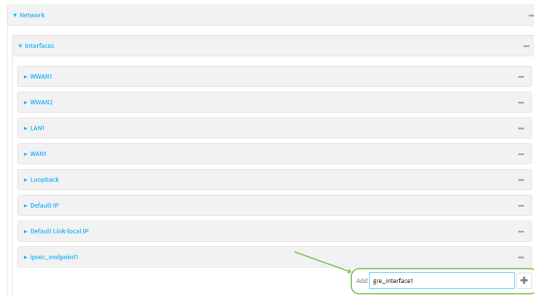 Network
Interfaces
WWAN1
WWAN2
LAN1
WAN1
Loopback
Default IP
Default Link-local IP
ipsec_endpoint1
Add gre_interface1